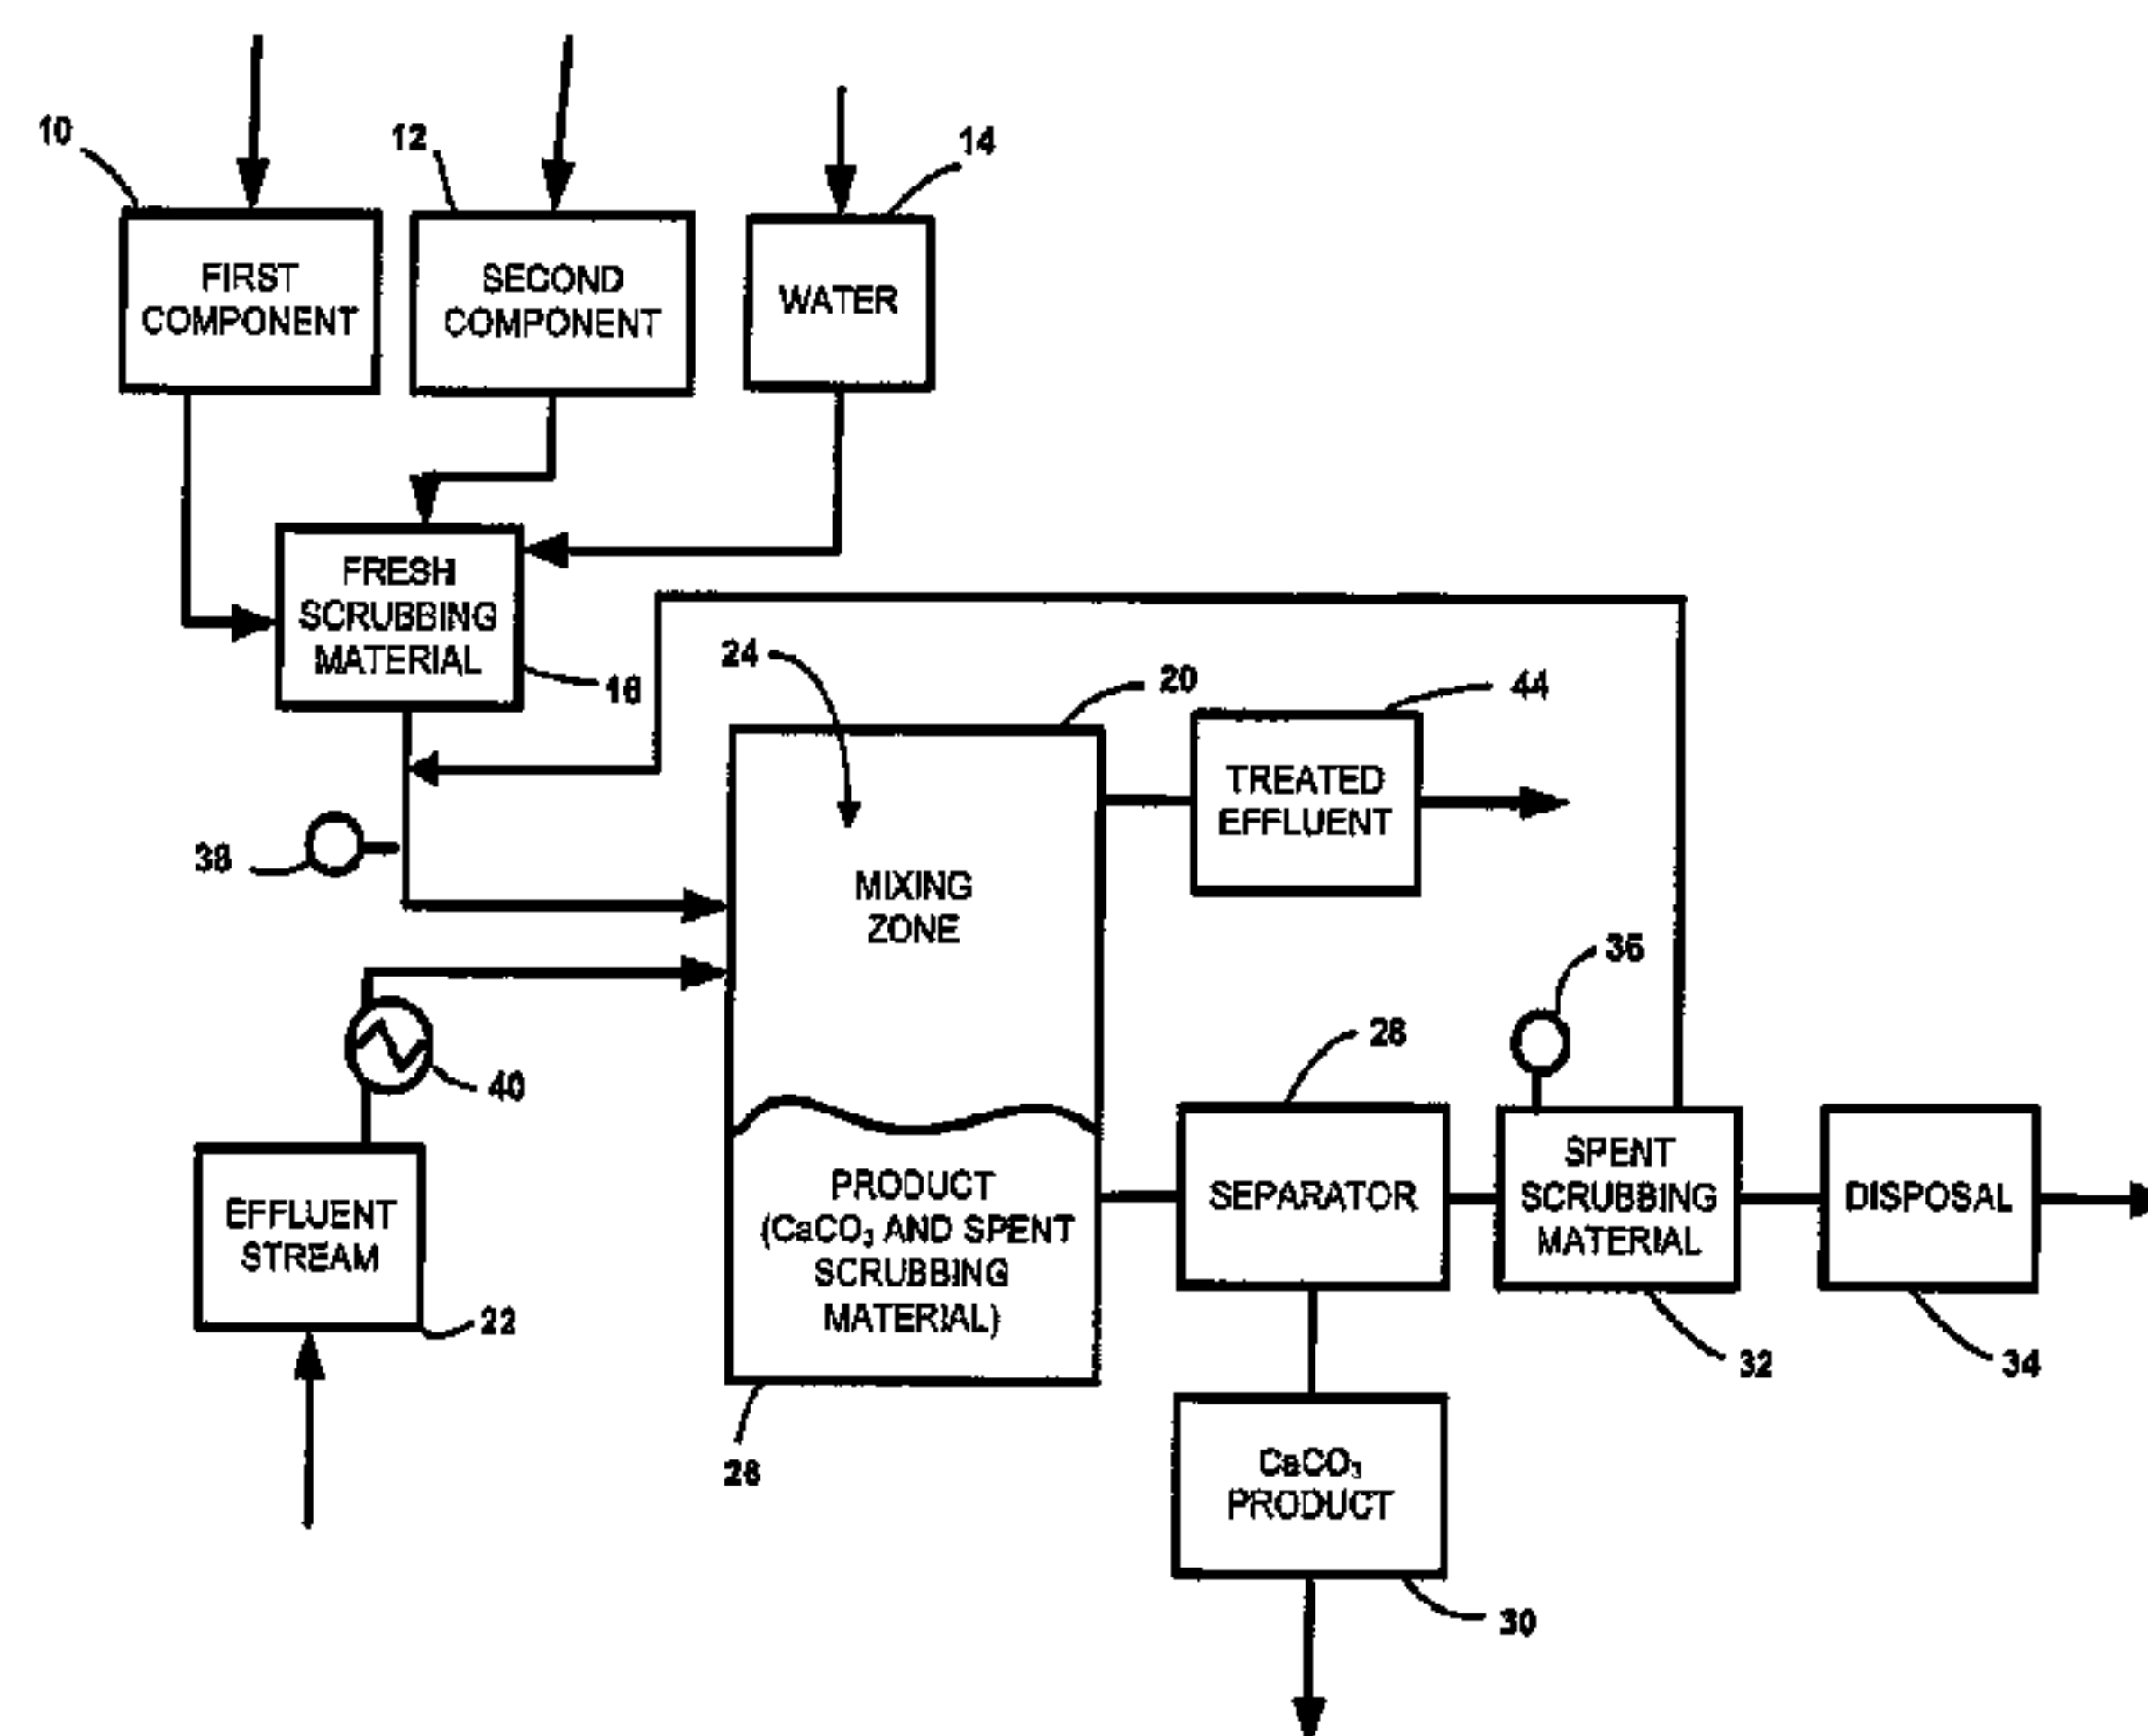 10
12
14
FIRST
COMPONENT
SECOND
COMPONENT
WATER
FRESH
SCRUBBING
MATERIAL
16
24
20
44
TREATED
EFFLUENT
38
MIXING
ZONE
36
40
28
EFFLUENT
STREAM
22
PRODUCT
(CaCO₃ AND SPENT
SCRUBBING
MATERIAL)
SEPARATOR
SPENT
SCRUBBING
MATERIAL
DISPOSAL
32
34
26
CaCO₃
PRODUCT
30